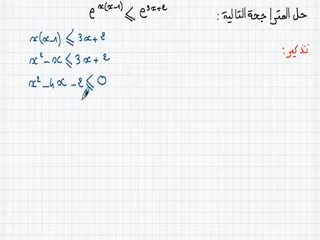 حل المتراجحة التالية: e^{x(x-1)} ⩽ e^{3x+2}
تذكير:
x(x-1) ⩽ 3x+2
x² - x ⩽ 3x+2
x² - 4x - 2 ⩽ 0